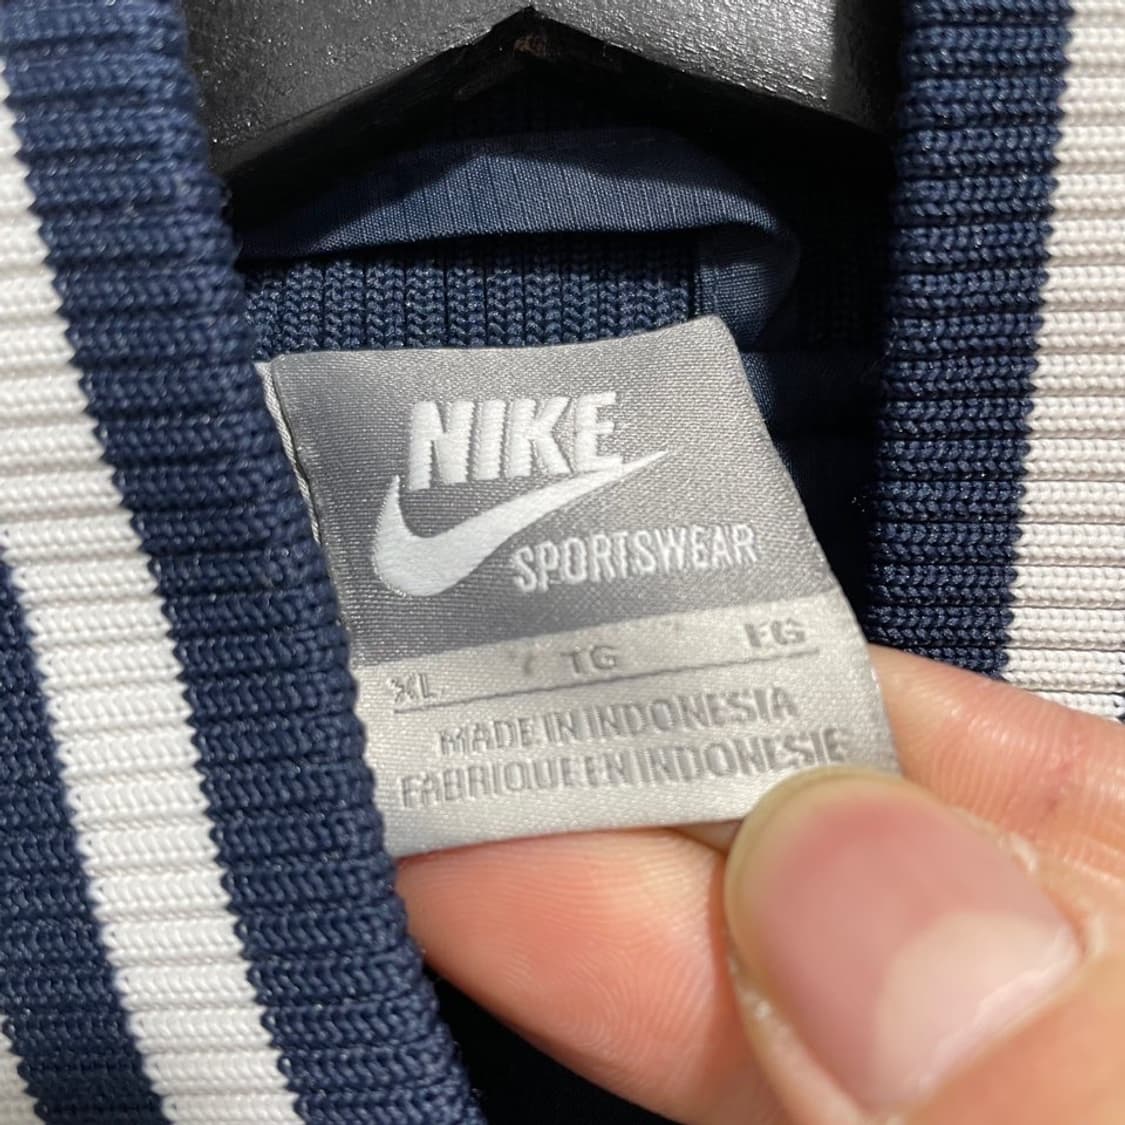 NIKE
SPORTSWEAR
XL / TG EG
MADE IN INDONESIA
FABRIQUE EN INDONESIE